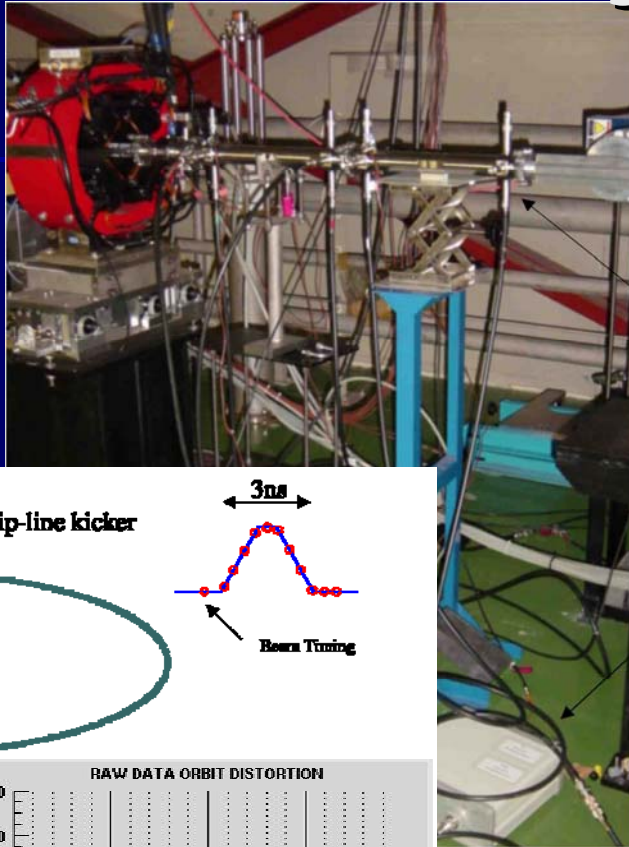 3ns
ip-line kicker
Beam Timing
RAW DATA ORBIT DISTORTION